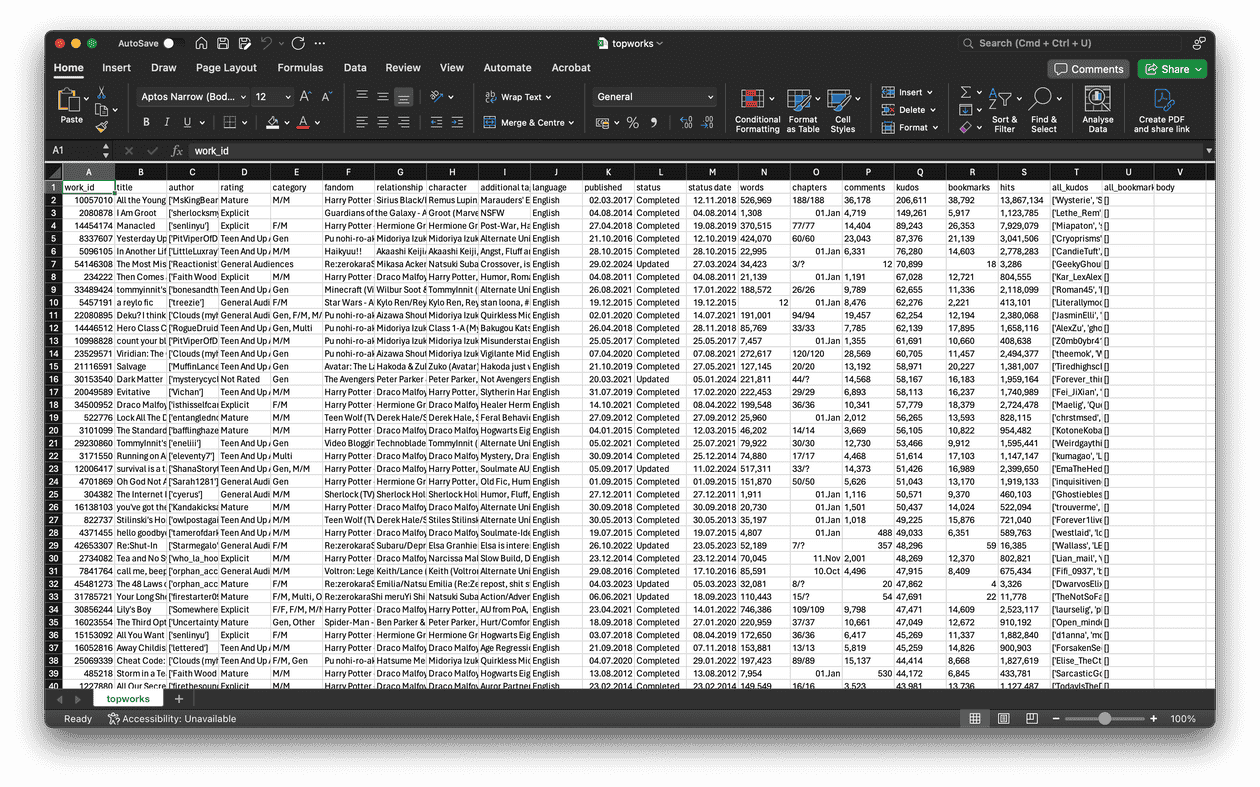 AutoSave
topworks
Search (Cmd + Ctrl + U)
Home Insert Draw Page Layout Formulas Data Review View Automate Acrobat Comments Share
Paste Aptos Narrow (Bod... 12 Wrap Text General Conditional Formatting Format as Table Cell Styles Insert Sort & Filter Find & Select Analyse Data Create PDF and share link
Delete
B I U Merge & Centre Format
A1 fx work_id
A B C D E F G H I J K L M N O P Q R S T U V
1 work_id title author rating category fandom relationship character additional ta language published status status date words chapters comments kudos bookmarks hits all_kudos all_bookmark body
2 10057010 All the Young ['MsKingBear Mature M/M Harry Potter Sirius Black/I Remus Lupin Marauders' E English 02.03.2017 Completed 12.11.2018 526,969 188/188 36,178 206,611 38,792 13,867,134 ['Wysterie', 'S []
3 2080878 I Am Groot ['sherlocksm Explicit Guardians of the Galaxy - A Groot (Marve NSFW English 04.08.2014 Completed 04.08.2014 1,308 01.Jan 4,719 149,261 5,917 1,123,785 ['Lethe_Rem' []
4 14454174 Manacled ['senlinyu'] Explicit F/M Harry Potter Hermione Gr Hermione Gr Post-War, Ha English 27.04.2018 Completed 19.08.2019 370,515 77/77 14,404 89,243 26,351 7,929,079 ['Miapaton', ' []
5 8337607 Yesterday Up ['PitViperOfD Teen And Up A Gen Pu nohi-ro-ak Midoriya Izuk Midoriya Izuk Alternate Uni English 21.10.2016 Completed 12.10.2019 424,070 60/60 23,043 87,376 21,139 3,041,506 ['Cryoprisms' []
6 5096105 In Another Lif ['LittleLuxray Teen And Up A M/M Haikyuu!! Akaashi Keiji/ Akaashi Keiji, Angst, Fluff an English 28.10.2015 Completed 28.10.2015 22,995 01.Jan 6,331 76,280 14,603 2,778,283 ['CandieTuft', []
7 54146308 The Most Mis ['Reactionist' General Audiences Re:zerokaraS Mikasa Acker Natsuki Suba Crossover, is English 29.02.2024 Updated 27.03.2024 34,423 3/? 12 70,899 18 3,286 ['GeekyGhoul []
8 234222 Then Comes ['Faith Wood Explicit M/M Harry Potter Draco Malfoy Harry Potter, Humor, Roma English 04.08.2011 Completed 04.08.2011 21,139 01.Jan 1,191 67,028 12,721 804,555 ['Kar_LexAlex []
9 33489424 tommyinnit's ['bonesandth Teen And Up A Gen Minecraft (Vi Wilbur Soot & TommyInnit ( Alternate Uni English 26.08.2021 Completed 17.01.2022 188,572 26/26 9,789 62,655 11,336 2,118,099 ['Roman45', 'l []
10 5457191 a reylo fic ['treezie'] General Audi F/M Star Wars - Al Kylo Ren/Rey Kylo Ren, Rey stan loona, # English 19.12.2015 Completed 19.12.2015 12 01.Jan 8,476 62,276 2,221 413,101 ['Literallymoc []
11 22080895 Deku? I think ['Clouds (myh General Audi Gen, F/M, M/ Pu nohi-ro-ak Aizawa Shout Midoriya Izuk Quirkless Mic English 02.01.2020 Completed 14.07.2021 191,001 94/94 19,457 62,254 12,194 2,380,068 ['JasminElli', ' []
12 14446512 Hero Class C ['RogueDruid Teen And Up A Gen, Multi Pu nohi-ro-ak Midoriya Izuk Class 1-A (My Bakugou Kats English 26.04.2018 Completed 28.11.2018 85,769 33/33 7,785 62,139 17,895 1,658,116 ['AlexZu', 'gho []
13 10998828 count your bl ['PitViperOfD Teen And Up A M/M Pu nohi-ro-ak Midoriya Izuk Midoriya Izuk Misunderstar English 25.05.2017 Completed 25.05.2017 7,457 01.Jan 1,355 61,691 10,660 408,638 ['Z0mb0ybr4' []
14 23529571 Viridian: The ['Clouds (myh Teen And Up A Gen Pu nohi-ro-ak Aizawa Shout Midoriya Izuk Vigilante Mid English 07.04.2020 Completed 07.08.2021 272,617 120/120 28,569 60,705 11,457 2,494,377 ['theemok', 'V []
15 21116591 Salvage ['MuffinLance Teen And Up A Gen Avatar: The La Hakoda & Zuk Zuko (Avatar) Hakoda just v English 27.05.2021 Completed 27.05.2021 127,145 20/20 13,192 58,971 20,227 1,381,007 ['Tiredhighscl []
16 30153540 Dark Matter ['mysterycycl Not Rated Gen The Avengers Peter Parker Peter Parker, Not Avengers English 20.03.2021 Updated 05.01.2024 221,811 44/? 14,568 58,167 16,183 1,959,164 ['Forever_thi []
17 20049589 Evitative ['Vichan'] Teen And Up A M/M Harry Potter Draco Malfoy Harry Potter, Slytherin Har English 31.07.2019 Completed 17.02.2020 222,453 29/29 6,893 58,113 16,237 1,740,989 ['Fei_JiXian', ' []
18 34500952 Draco Malfoy ['isthisselfcar Explicit F/M Harry Potter Hermione Gr Draco Malfoy Healer Herm English 14.10.2021 Completed 08.04.2022 199,548 36/36 10,341 57,779 18,379 2,724,478 ['Maelig', 'Que []
19 522776 Lock All The D ['entangledno Mature M/M Teen Wolf (TV Derek Hale/S Derek Hale, S Feral Behavio English 27.09.2012 Completed 27.09.2012 25,960 01.Jan 2,012 56,265 13,593 828,115 ['chrstmsed', []
20 3101099 The Standard ['bafflinghaze Mature M/M Harry Potter Draco Malfoy Draco Malfoy Hogwarts Eig English 04.01.2015 Completed 12.03.2015 46,202 14/14 3,669 56,105 10,822 954,482 ['KotoneKoba []
21 29230860 TommyInnit's ['eneliii'] Teen And Up A Gen Video Bloggin Technoblade TommyInnit ( Alternate Uni English 05.02.2021 Completed 25.07.2021 79,922 30/30 12,730 53,466 9,912 1,595,441 ['Weirdgaythi []
22 3171550 Running on A ['eleventy7'] Teen And Up A Multi Harry Potter Draco Malfoy Draco Malfoy Mystery, Dra English 15.01.2015 Completed 25.12.2014 74,880 17/17 4,468 51,614 17,103 1,147,147 ['kumagao', 'L []
23 12006417 survival is a ta ['ShanaStoryt Teen And Up A Gen, M/M Harry Potter Draco Malfoy Harry Potter, Soulmate AU English 05.09.2017 Updated 11.02.2024 517,311 33/? 14,373 51,426 16,989 2,399,650 ['EmaTheHed []
24 4701869 Oh God Not A ['Sarah1281'] General Audi Gen Harry Potter Draco Malfoy Harry Potter, Old Fic, Hum English 01.09.2015 Completed 01.09.2015 151,870 50/50 5,626 51,043 13,170 1,919,133 ['inquisitiven []
25 304382 The Internet I ['cyerus'] General Audi M/M Sherlock (TV) Sherlock Hol Sherlock Hol Humor, Fluff, English 27.12.2011 Completed 27.12.2011 1,911 01.Jan 1,116 50,571 9,370 460,103 ['Ghostiebles []
26 16138103 you've got the ['Kandakicksa Mature M/M Harry Potter Draco Malfoy Harry Potter, Alternate Uni English 30.09.2018 Completed 30.09.2018 20,730 01.Jan 1,501 50,437 14,024 522,094 ['trouverme', []
27 822737 Stilinski's Ho ['owlpostagai Teen And Up A M/M Teen Wolf (TV Derek Hale/S Stiles Stilinsk Alternate Uni English 30.05.2013 Completed 30.05.2013 35,197 01.Jan 1,018 49,225 15,876 721,040 ['Forever1live []
28 4371455 hello goodbye ['tamerofdark Teen And Up A M/M Harry Potter Draco Malfoy Draco Malfoy Soulmate-Ide English 19.07.2015 Completed 19.07.2015 4,807 01.Jan 488 49,033 6,351 589,763 ['westlaid', 'lc []
29 42653307 Re:Shut-In ['Starmegalo' General Audi F/M Re:zerokaraS Subaru/Depr Elsa Granhie Elsa is interes English 26.10.2022 Updated 23.05.2023 52,189 7/? 357 48,296 59 16,385 ['Wallass', 'LE []
30 2734082 Tea and No Sy ['who_la_hoo Explicit M/M Harry Potter Draco Malfoy Narcissa Mal Slow Build, D English 23.12.2014 Completed 23.12.2014 70,045 11.Nov 2,001 48,269 12,370 802,821 ['Lian_mail', 'Y []
31 7841764 call me, beep ['orphan_acc General Audi M/M Voltron: Lege Keith/Lance ( Keith (Voltron Alternate Uni English 29.08.2016 Completed 17.10.2016 85,591 10.Oct 4,496 47,915 8,409 675,434 ['Fifi_0937', 'b []
32 45481273 The 48 Laws o ['orphan_acc Mature F/M Re:zerokaraS Emilia/Natsu Emilia (Re:Ze repost, shit s English 04.03.2023 Updated 05.03.2023 32,081 8/? 20 47,862 4 3,326 ['DwarvosElix []
33 31785721 Your Long Sho ['firestarter09 Mature F/M, Multi, O Re:zerokaraShi meruYi Shi Natsuki Suba Action/Adven English 06.06.2021 Updated 18.09.2023 110,443 15/? 54 47,691 22 11,778 ['TheNotSoFa []
34 30856244 Lily's Boy ['Somewhere Explicit F/F, F/M, M/M Harry Potter Draco Malfoy Harry Potter, AU from PoA, English 23.04.2021 Completed 14.01.2022 746,386 109/109 9,798 47,471 14,609 2,523,117 ['laurselig', 'p []
35 16023554 The Third Opt ['Uncertainty Mature Gen, Other Spider-Man - Ben Parker & Peter Parker, Hurt/Comfor English 18.09.2018 Completed 27.01.2020 220,959 37/37 10,661 47,049 12,672 910,192 ['Open_minde []
36 15153092 All You Want ['senlinyu'] Explicit F/M Harry Potter Hermione Gr Hermione Gr Hogwarts Eig English 03.07.2018 Completed 08.04.2019 172,650 36/36 6,417 45,269 11,337 1,882,840 ['d1anna', 'mo []
37 16052816 Away Childis ['lettered'] Teen And Up A M/M Harry Potter Draco Malfoy Draco Malfoy Age Regressi English 21.09.2018 Completed 07.11.2018 153,881 13/13 5,819 45,259 14,826 900,903 ['ForsakenSe []
38 25069339 Cheat Code: ['Clouds (myh Teen And Up A F/M, Gen Pu nohi-ro-ak Hatsume Me Midoriya Izuk Quirkless Mic English 04.07.2020 Completed 29.01.2022 197,423 89/89 15,137 44,414 8,668 1,827,619 ['Elise_TheCt []
39 485218 Storm in a Tea ['Faith Wood Mature M/M Harry Potter Draco Malfoy Draco Malfoy Hogwarts Eig English 13.08.2012 Completed 13.08.2012 7,954 01.Jan 530 44,172 6,845 433,781 ['SarcasticGo []
40 1227880 All Our Secre ['firethesound Explicit M/M Harry Potter Draco Malfoy Draco Malfoy Auror Partner English 23.02.2014 Completed 23.02.2014 149,549 16/16 3,523 43,981 13,736 1,127,487 ['TodayIsTheD []
topworks
Ready Accessibility: Unavailable 100%